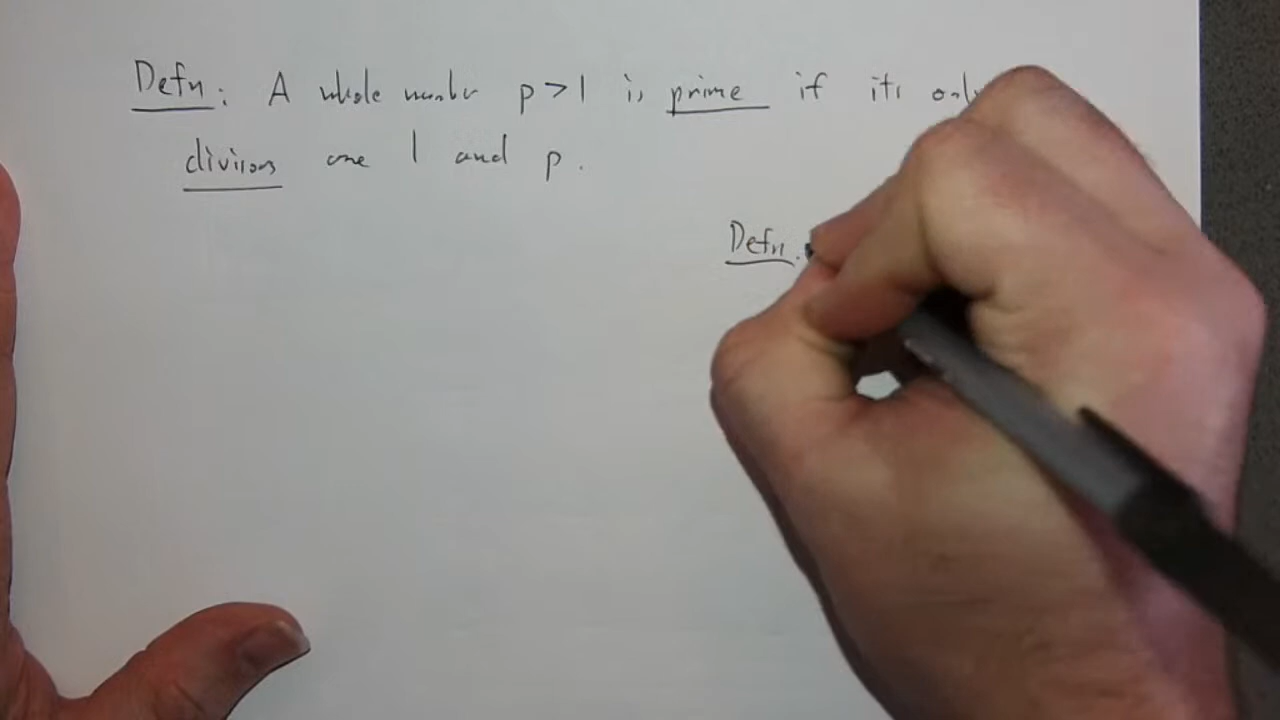 Defn: A whole number p > 1 is prime if its only
divisors are 1 and p.
Defn.